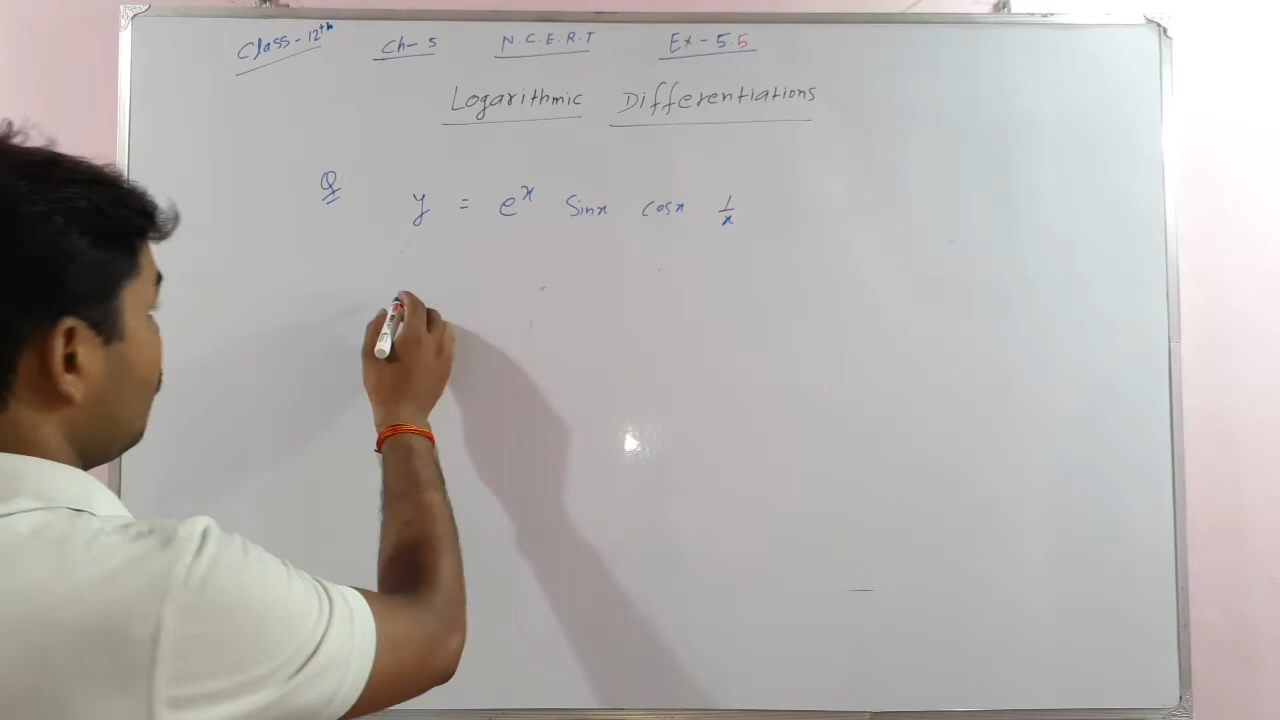 Class-12th Ch-5 N.C.E.R.T Ex-5.5
Logarithmic Differentiations
Q y = e^x Sinx Cosx 1/x